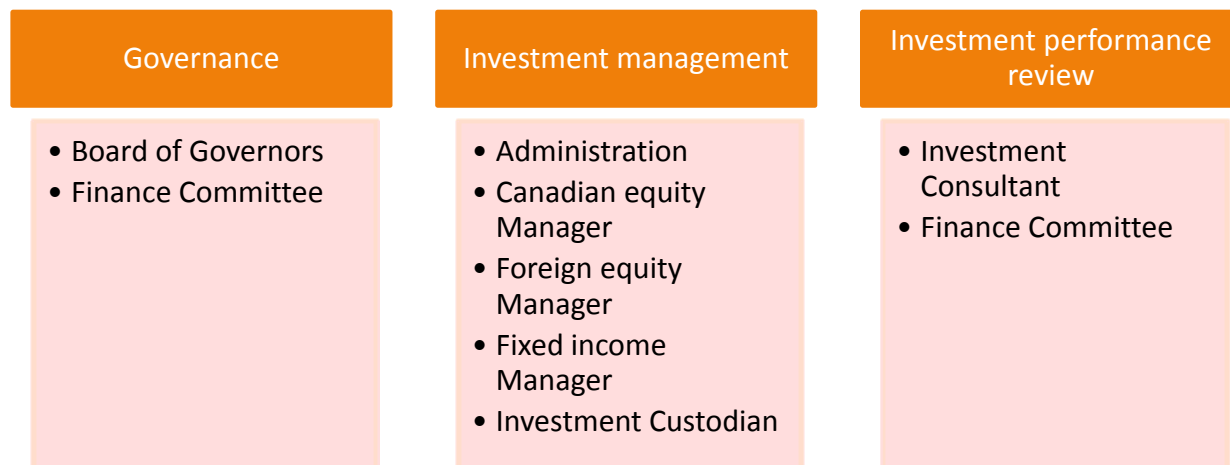 Governance
• Board of Governors
• Finance Committee
Investment management
• Administration
• Canadian equity
Manager
• Foreign equity
Manager
• Fixed income
Manager
• Investment Custodian
Investment performance
review
• Investment
Consultant
• Finance Committee